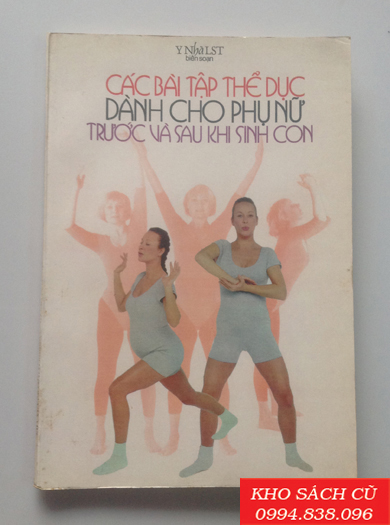 Y Nhã LST
biên soạn
CÁC BÀI TẬP THỂ DỤC
DÀNH CHO PHỤ NỮ
TRƯỚC VÀ SAU KHI SINH CON
KHO SÁCH CŨ
0994.838.096